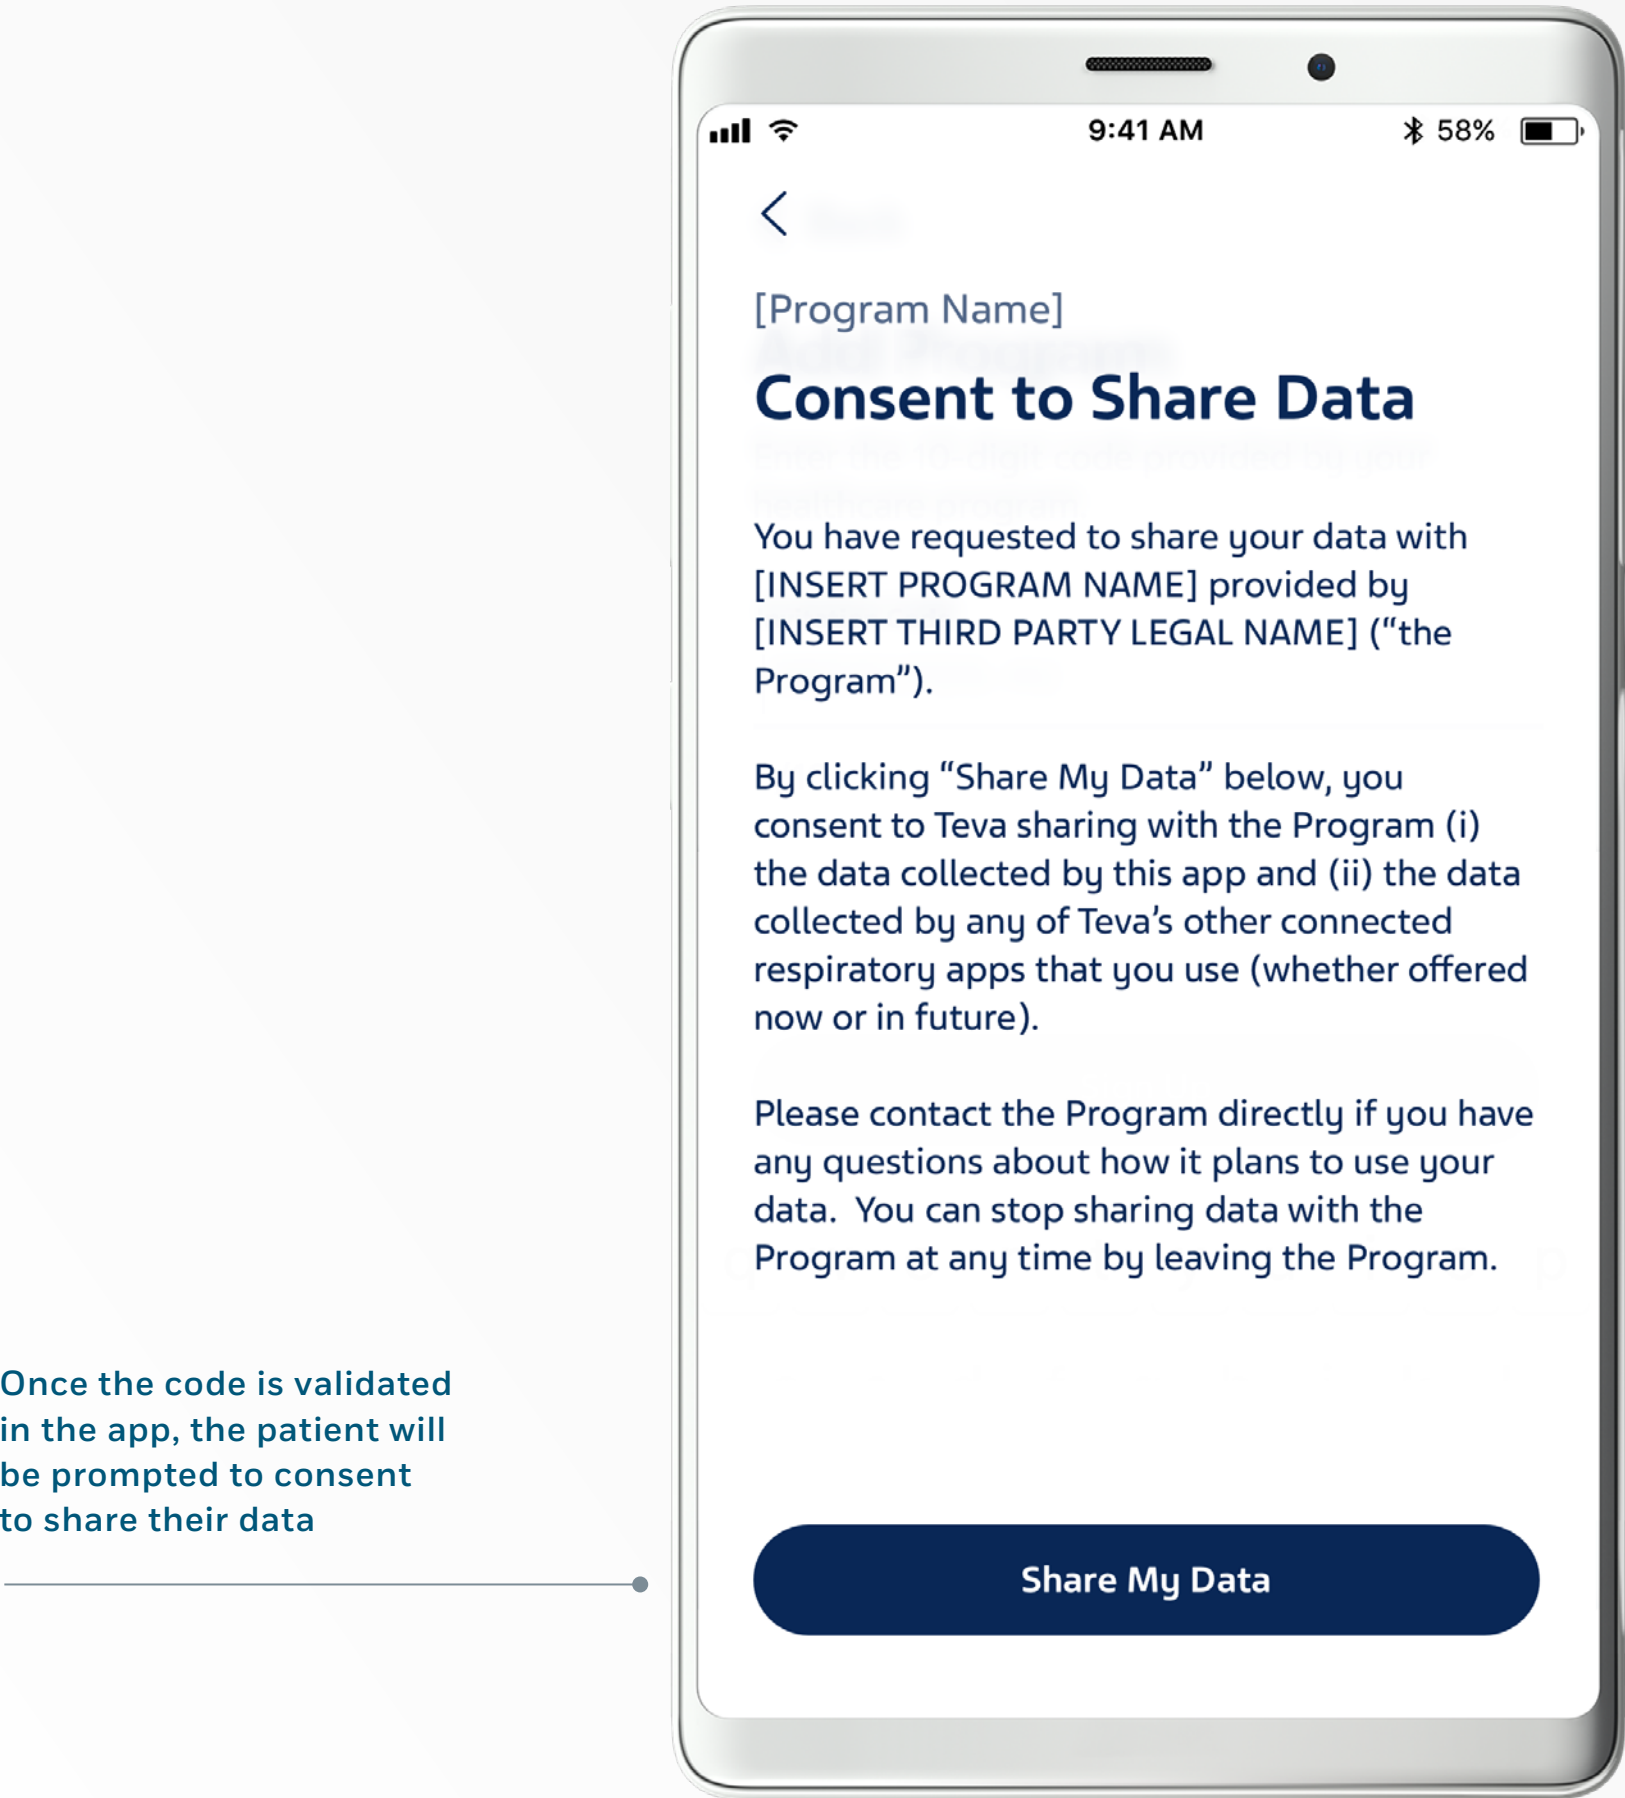 9:41 AM
58%
[Program Name]
Consent to Share Data
You have requested to share your data with
[INSERT PROGRAM NAME] provided by
[INSERT THIRD PARTY LEGAL NAME] (“the
Program”).
By clicking “Share My Data” below, you
consent to Teva sharing with the Program (i)
the data collected by this app and (ii) the data
collected by any of Teva’s other connected
respiratory apps that you use (whether offered
now or in future).
Please contact the Program directly if you have
any questions about how it plans to use your
data.  You can stop sharing data with the
Program at any time by leaving the Program.
Once the code is validated
in the app, the patient will
be prompted to consent
to share their data
Share My Data